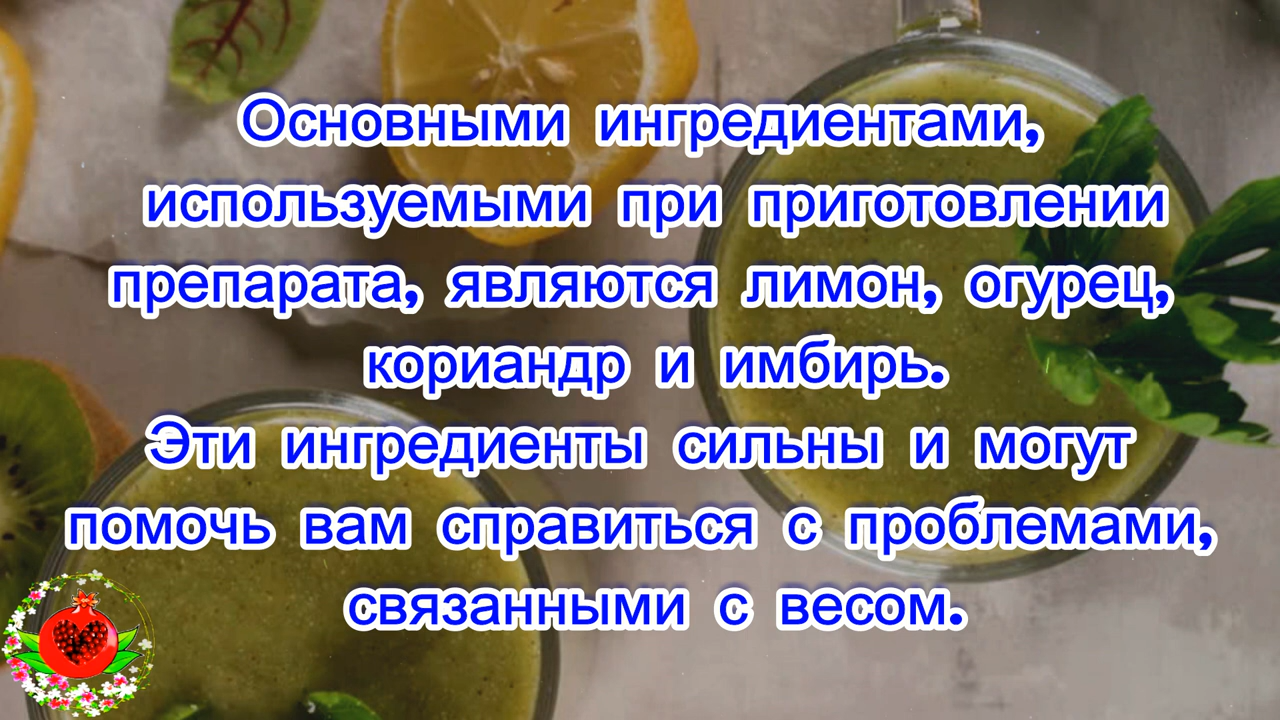 Основными ингредиентами,
используемыми при приготовлении
препарата, являются лимон, огурец,
кориандр и имбирь.
Эти ингредиенты сильны и могут
помочь вам справиться с проблемами,
связанными с весом.